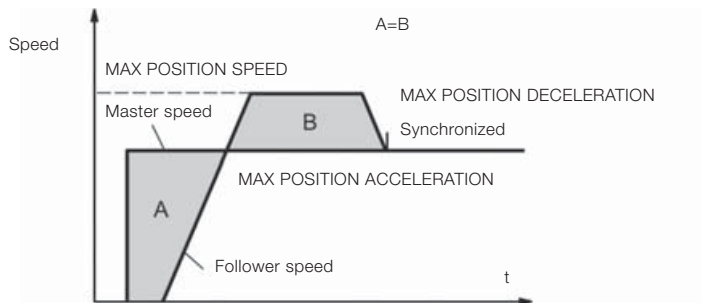 A=B
Speed
MAX POSITION SPEED
MAX POSITION DECELERATION
Master speed
B
Synchronized
MAX POSITION ACCELERATION
A
Follower speed
t